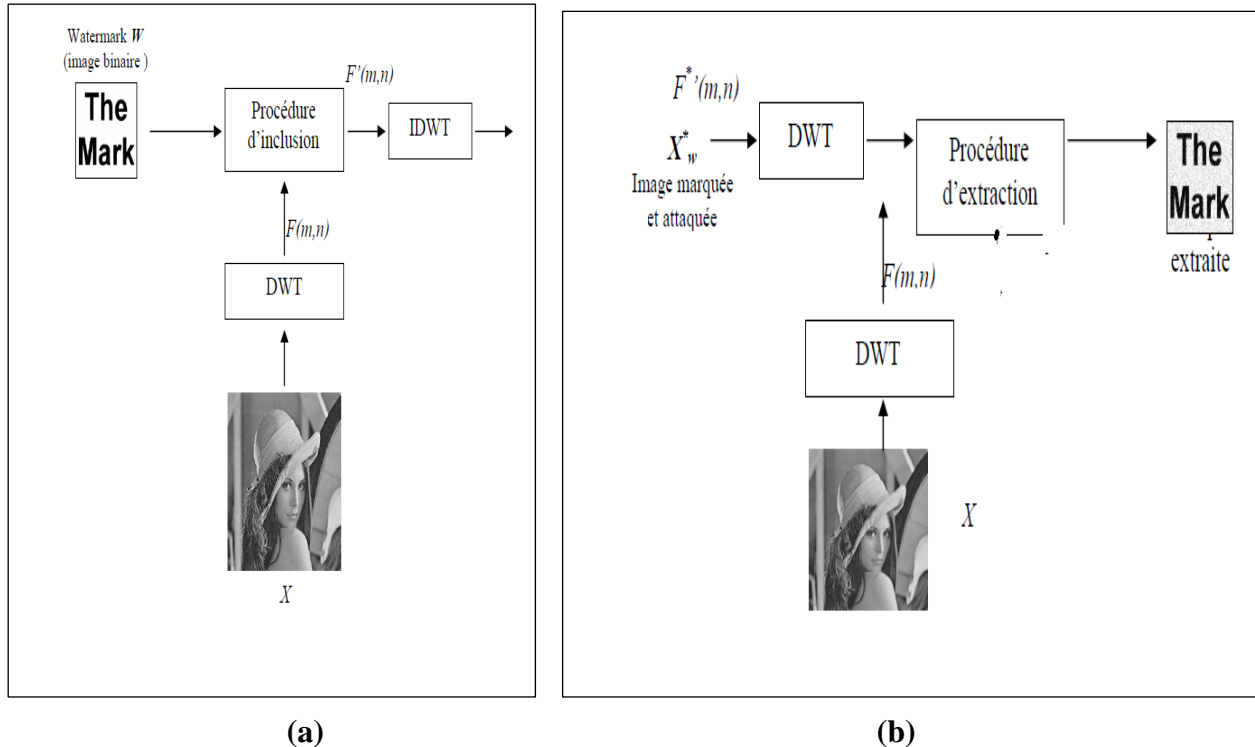 Watermark W
(image binaire )
The
Mark
Procédure
d'inclusion
F'(m,n)
IDWT
F(m,n)
DWT
X
(a)
F*'(m,n)
X*w
Image marquée
et attaquée
DWT
Procédure
d'extraction
The
Mark
extraite
F(m,n)
DWT
X
(b)